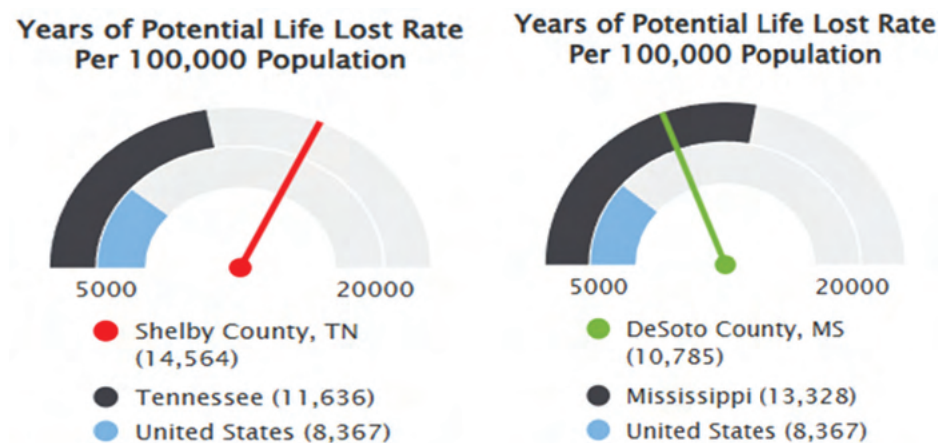 Years of Potential Life Lost Rate
Per 100,000 Population
5000
20000
Shelby County, TN
(14,564)
Tennessee (11,636)
United States (8,367)
Years of Potential Life Lost Rate
Per 100,000 Population
5000
20000
DeSoto County, MS
(10,785)
Mississippi (13,328)
United States (8,367)